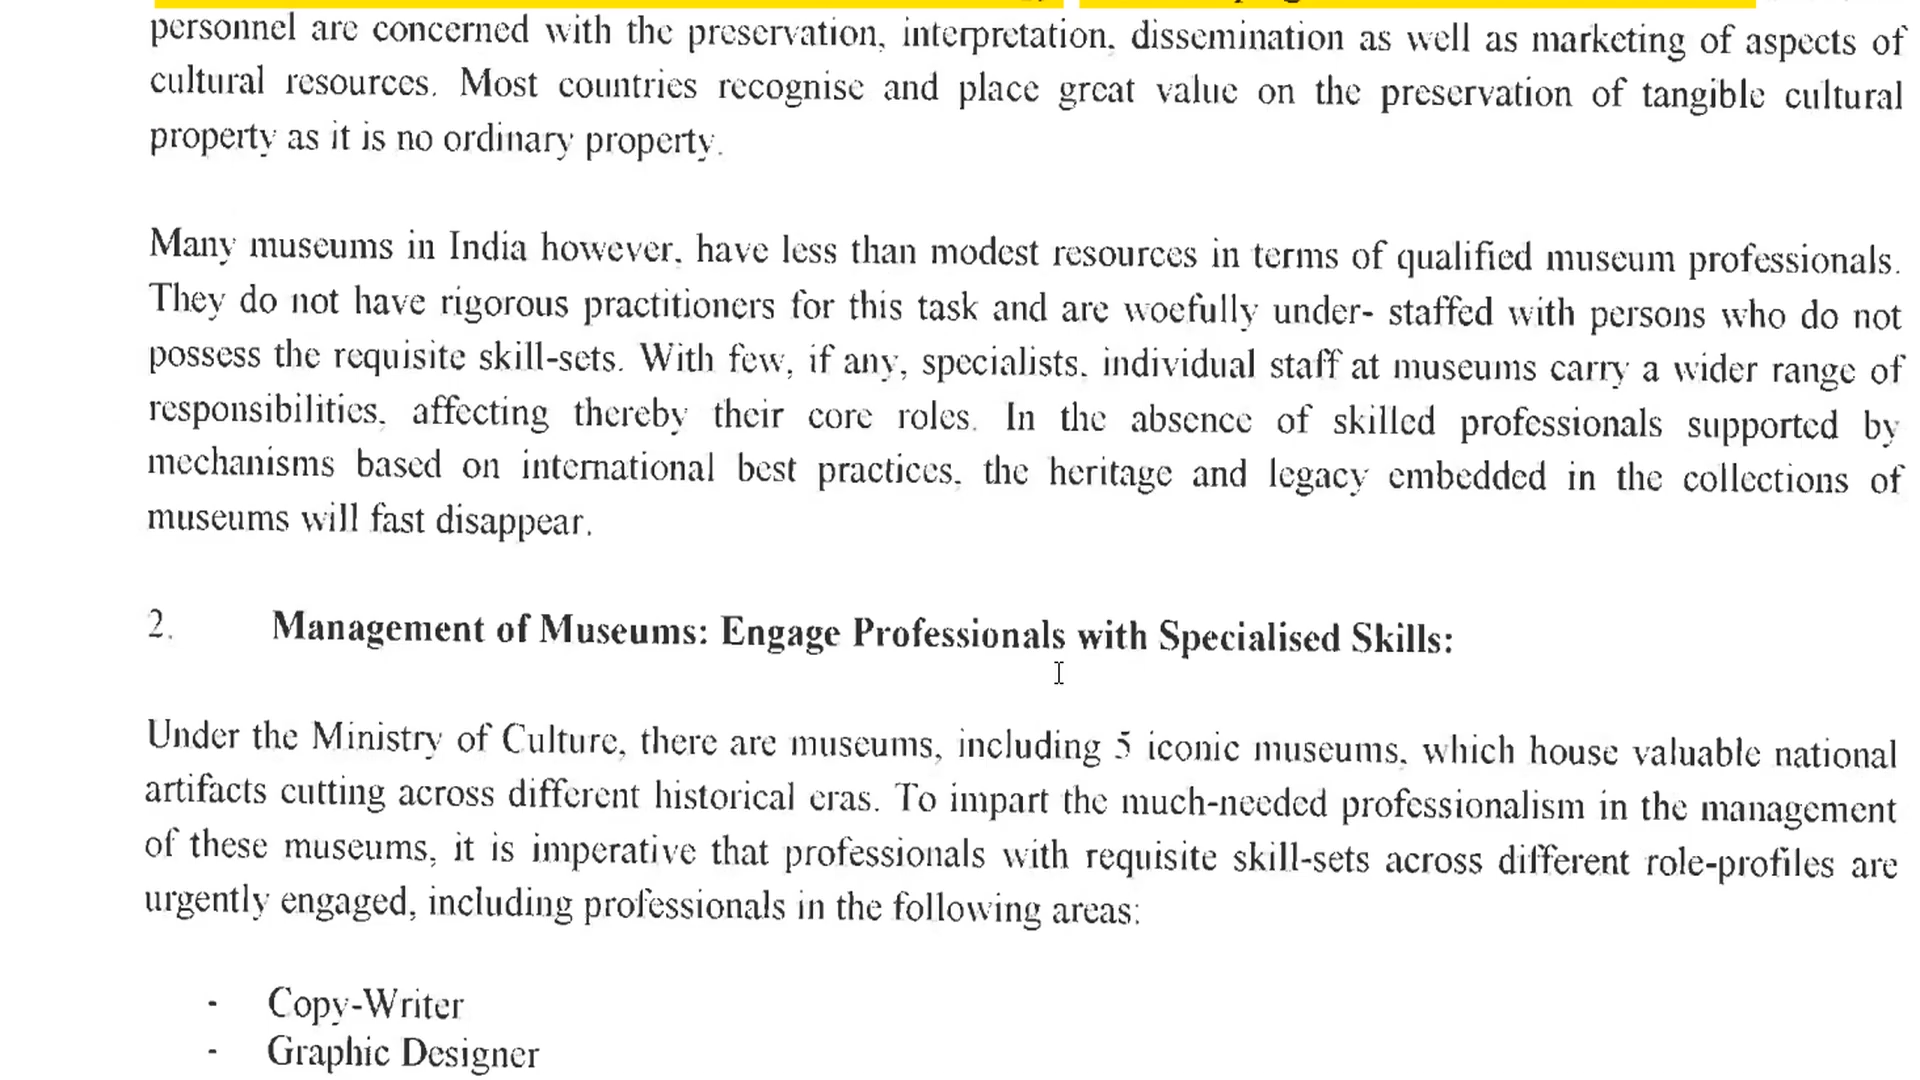 personnel are concerned with the preservation, interpretation, dissemination as well as marketing of aspects of
cultural resources. Most countries recognise and place great value on the preservation of tangible cultural
property as it is no ordinary property.
Many museums in India however, have less than modest resources in terms of qualified museum professionals.
They do not have rigorous practitioners for this task and are woefully under- staffed with persons who do not
possess the requisite skill-sets. With few, if any, specialists, individual staff at museums carry a wider range of
responsibilities, affecting thereby their core roles. In the absence of skilled professionals supported by
mechanisms based on international best practices, the heritage and legacy embedded in the collections of
museums will fast disappear.
2. Management of Museums: Engage Professionals with Specialised Skills:
Under the Ministry of Culture, there are museums, including 5 iconic museums, which house valuable national
artifacts cutting across different historical eras. To impart the much-needed professionalism in the management
of these museums, it is imperative that professionals with requisite skill-sets across different role-profiles are
urgently engaged, including professionals in the following areas:
- Copy-Writer
- Graphic Designer